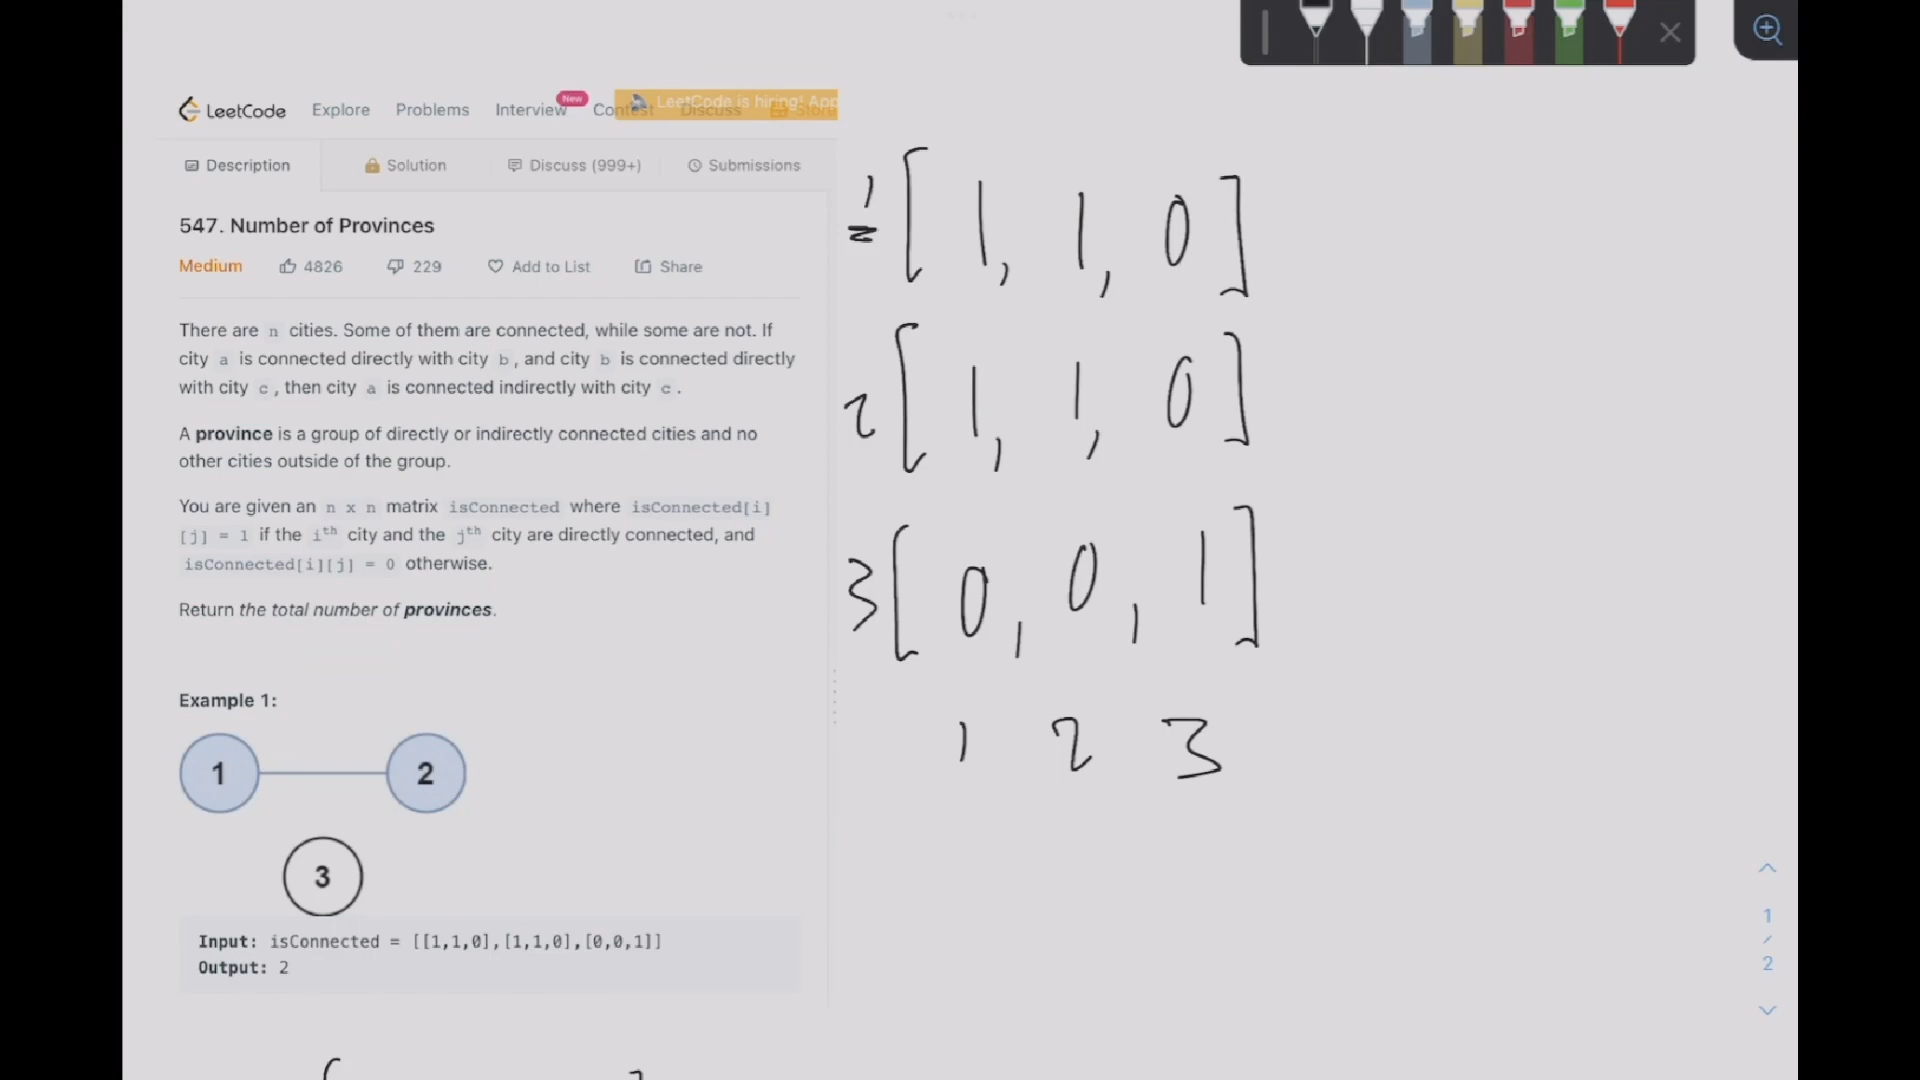 LeetCode Explore Problems Interview New Contest Discuss Store
LeetCode is hiring! App
Description Solution Discuss (999+) Submissions
547. Number of Provinces
Medium 4826 229 Add to List Share
There are n cities. Some of them are connected, while some are not. If
city a is connected directly with city b, and city b is connected directly
with city c, then city a is connected indirectly with city c.
A province is a group of directly or indirectly connected cities and no
other cities outside of the group.
You are given an n x n matrix isConnected where isConnected[i]
[j] = 1 if the ith city and the jth city are directly connected, and
isConnected[i][j] = 0 otherwise.
Return the total number of provinces.
Example 1:
1 2
3
Input: isConnected = [[1,1,0],[1,1,0],[0,0,1]]
Output: 2
1 [ 1, 1, 0 ]
2 [ 1, 1, 0 ]
3 [ 0, 0, 1 ]
1 2 3
1
/
2